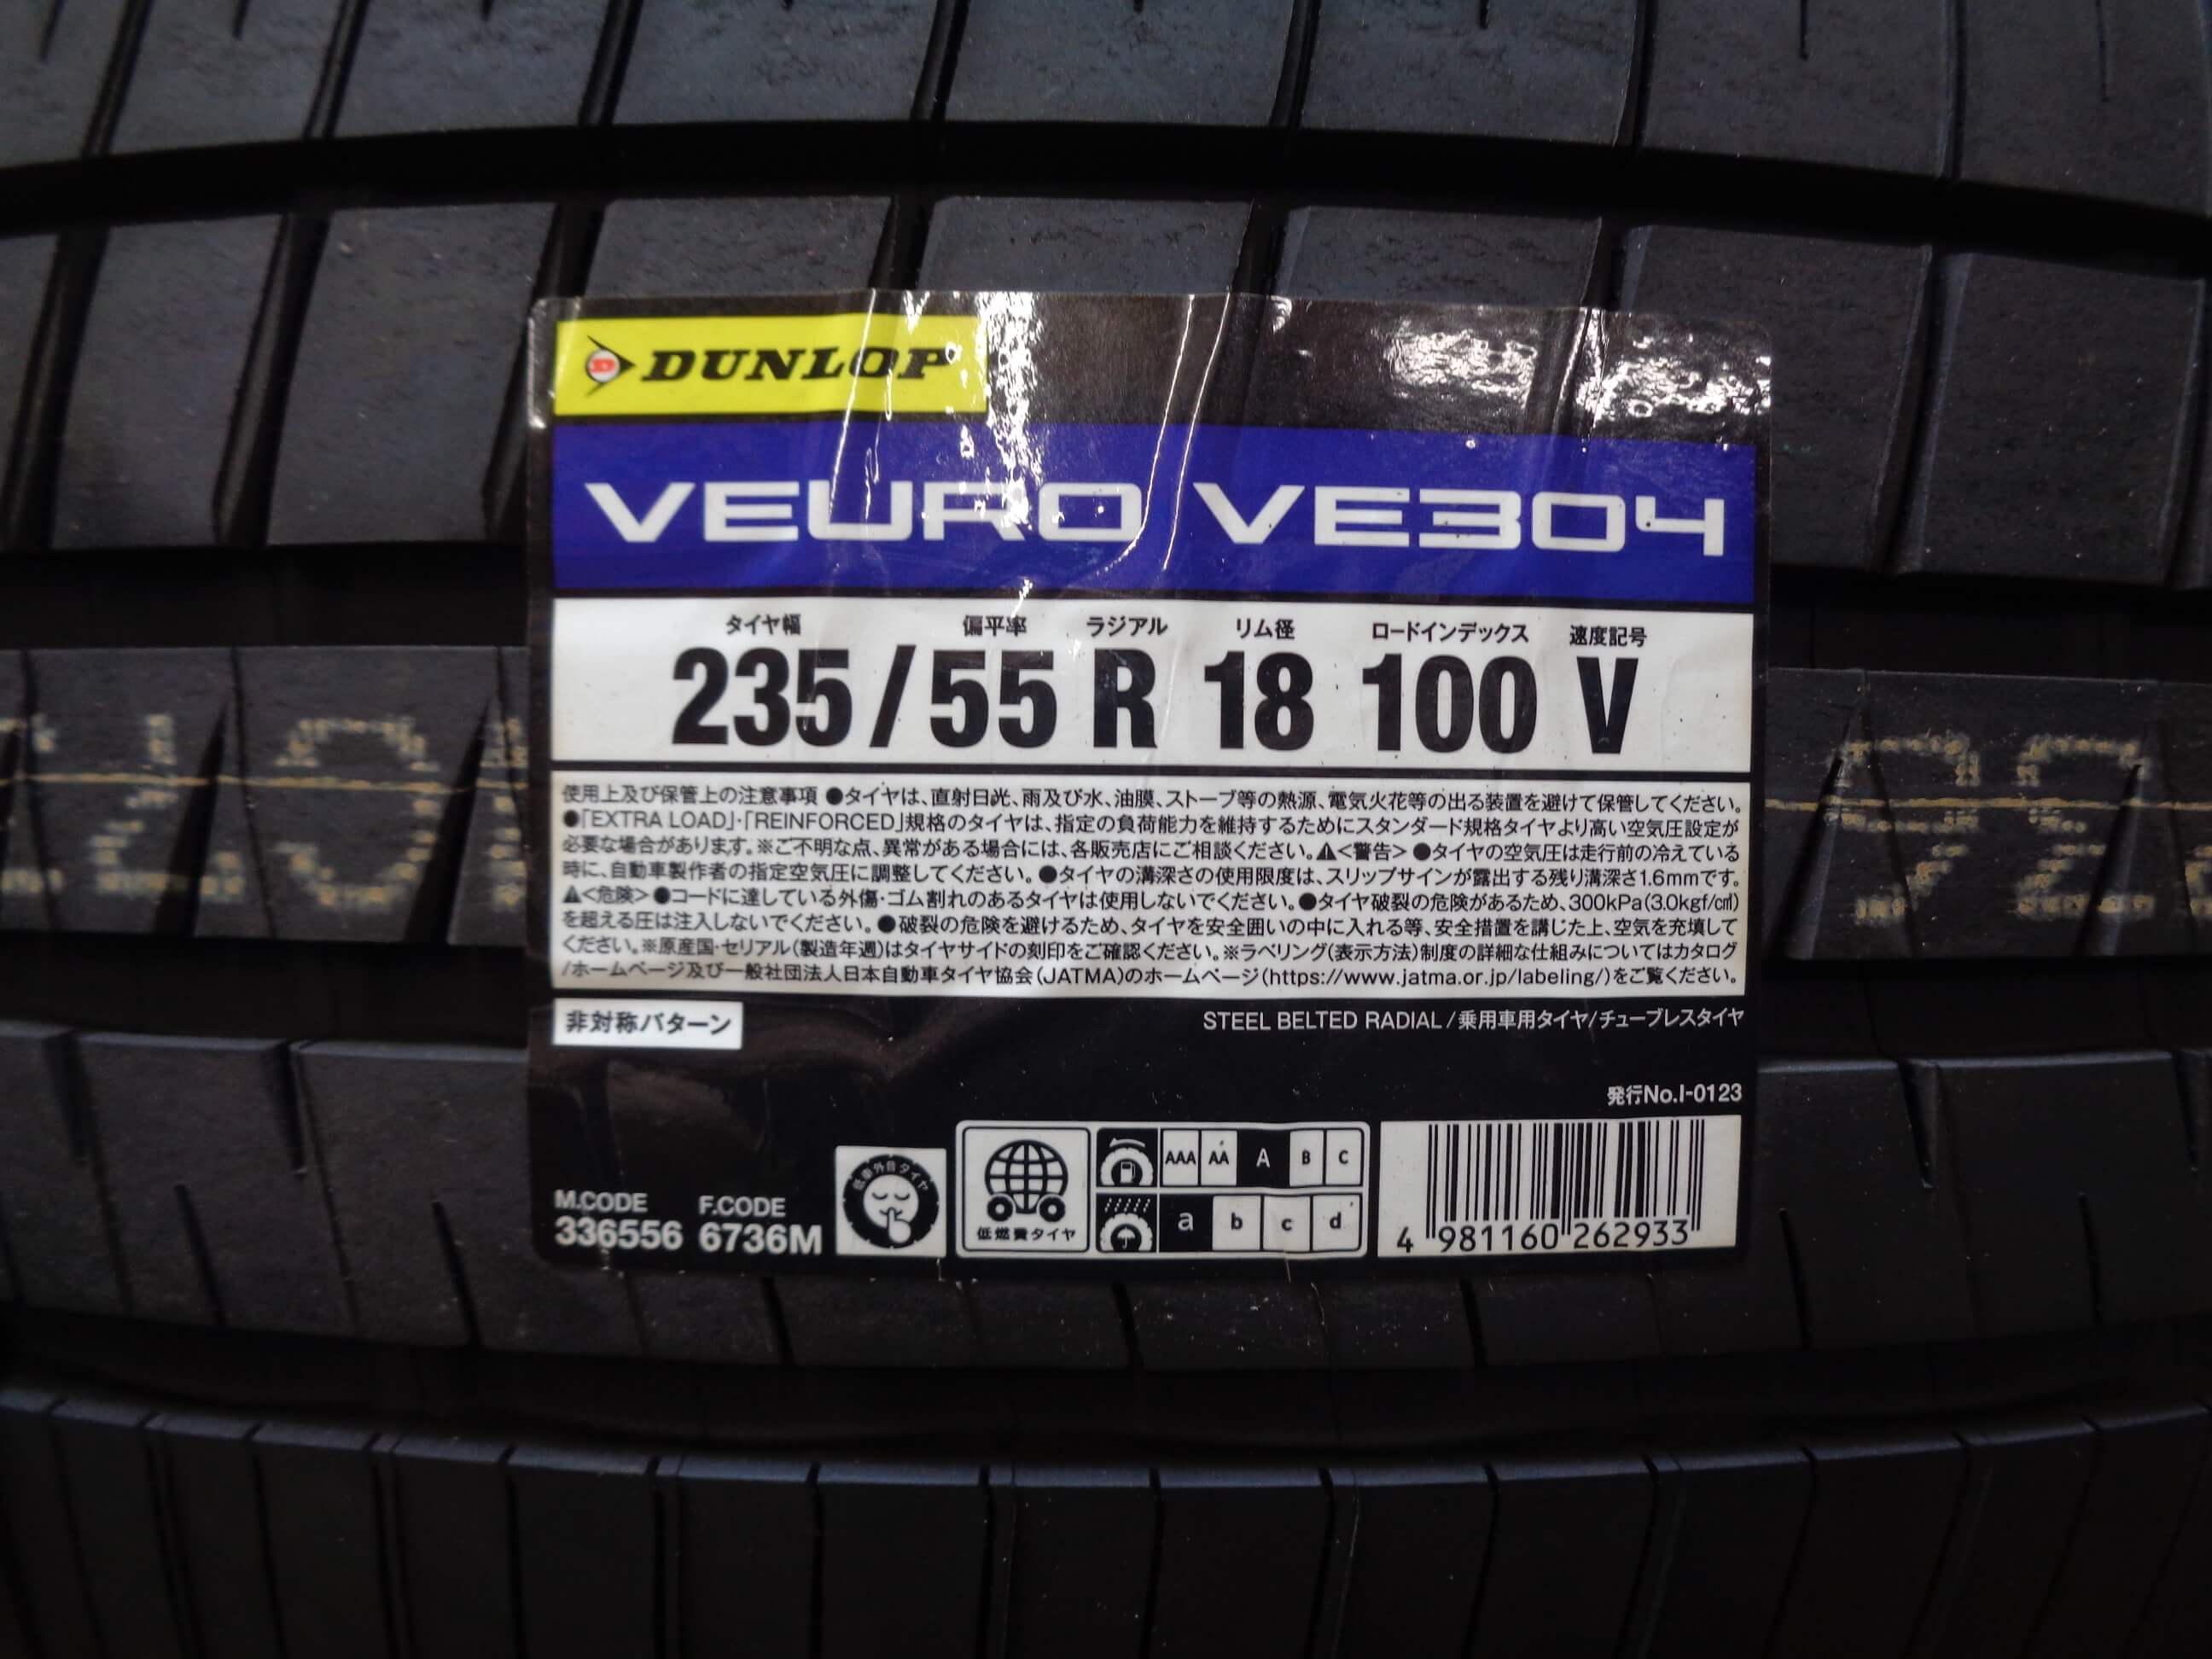 DUNLOP
VEURO VE304
タイヤ幅 偏平率 ラジアル リム径 ロードインデックス 速度記号
235/55 R 18 100 V
使用上及び保管上の注意事項 ●タイヤは、直射日光、雨及び水、油膜、ストーブ等の熱源、電気火花等の出る装置を避けて保管してください。
●「EXTRA LOAD」・「REINFORCED」規格のタイヤは、指定の負荷能力を維持するためにスタンダード規格タイヤより高い空気圧設定が
必要な場合があります。※ご不明な点、異常がある場合には、各販売店にご相談ください。⚠<警告> ●タイヤの空気圧は走行前の冷えている
時に、自動車製作者の指定空気圧に調整してください。●タイヤの溝深さの使用限度は、スリップサインが露出する残り溝深さ1.6mmです。
⚠<危険> ●コードに達している外傷・ゴム割れのあるタイヤは使用しないでください。●タイヤ破裂の危険があるため、300kPa(3.0kgf/c㎡)
を超える圧は注入しないでください。●破裂の危険を避けるため、タイヤを安全囲いの中に入れる等、安全措置を講じた上、空気を充填して
ください。※原産国・セリアル(製造年週)はタイヤサイドの刻印をご確認ください。※ラベリング(表示方法)制度の詳細な仕組みについてはカタログ
/ホームページ及び一般社団法人日本自動車タイヤ協会(JATMA)のホームページ(https://www.jatma.or.jp/labeling/)をご覧ください。
非対称パターン
STEEL BELTED RADIAL/乗用車用タイヤ/チューブレスタイヤ
発行No.I-0123
M.CODE F.CODE
336556 6736M
低車外音タイヤ
低燃費タイヤ
AAA AA A B C
a b c d
4 981160 262933